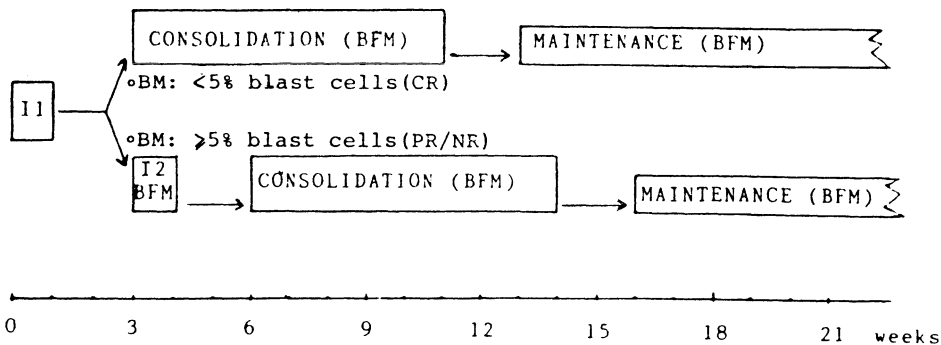 CONSOLIDATION (BFM)
MAINTENANCE (BFM)
I1
∘BM: <5% blast cells(CR)
∘BM: ⩾5% blast cells(PR/NR)
I2
BFM
CONSOLIDATION (BFM)
MAINTENANCE (BFM)
0 3 6 9 12 15 18 21 weeks